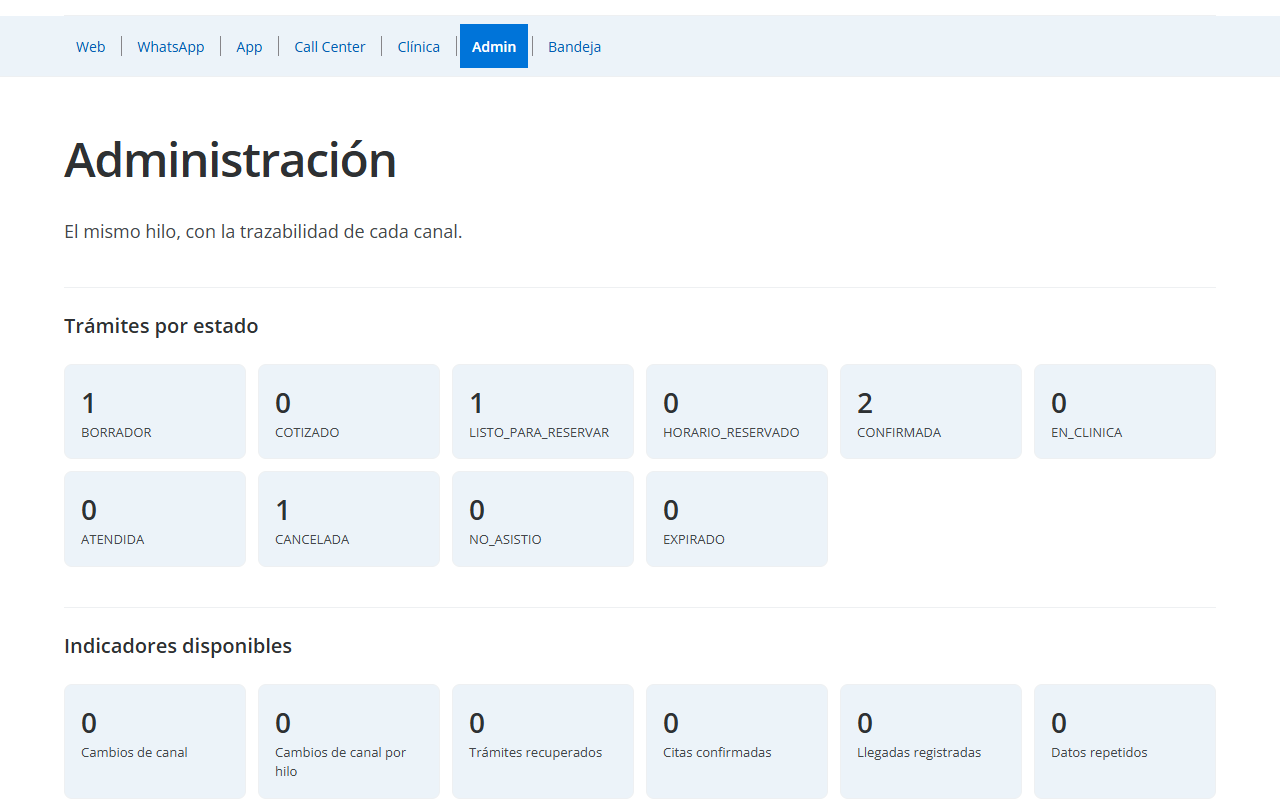 Web
WhatsApp
App
Call Center
Clínica
Admin
Bandeja
Administración
El mismo hilo, con la trazabilidad de cada canal.
Trámites por estado
1
BORRADOR
0
COTIZADO
1
LISTO_PARA_RESERVAR
0
HORARIO_RESERVADO
2
CONFIRMADA
0
EN_CLINICA
0
ATENDIDA
1
CANCELADA
0
NO_ASISTIO
0
EXPIRADO
Indicadores disponibles
0
Cambios de canal
0
Cambios de canal por
hilo
0
Trámites recuperados
0
Citas confirmadas
0
Llegadas registradas
0
Datos repetidos